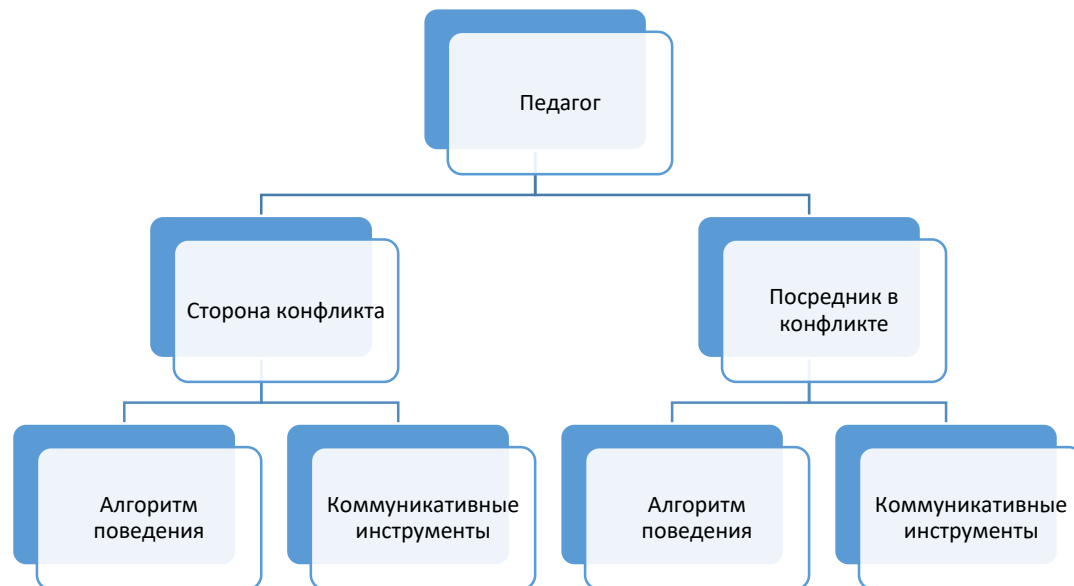 Педагог
Сторона конфликта
Посредник в
конфликте
Алгоритм
поведения
Коммуникативные
инструменты
Алгоритм
поведения
Коммуникативные
инструменты